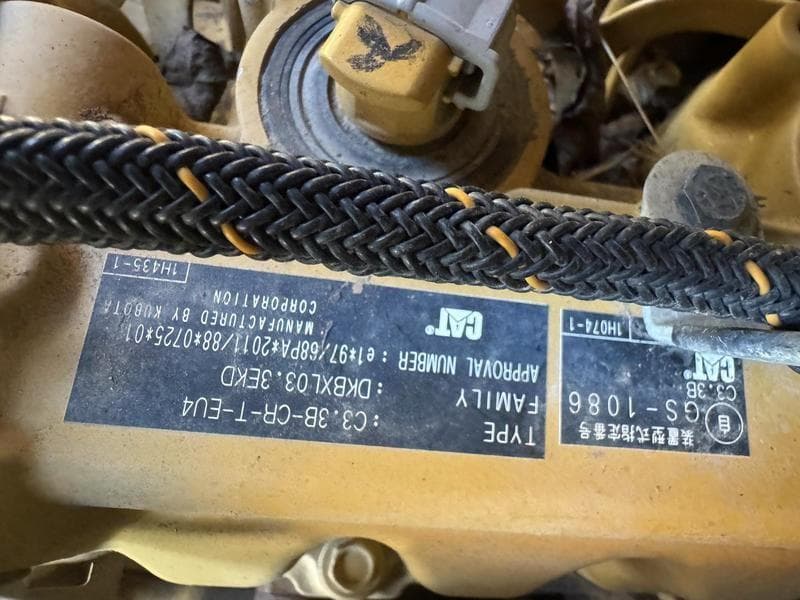 TYPE : C3.3B-CR-T-EU4
FAMILY : DKBXL03.3EKD
APPROVAL NUMBER : e1*97/68PA*2011/88*0725*01
CAT
MANUFACTURED BY KUBOTA
CORPORATION
1H435-1
自 装置型式指定番号
GS-1086
C3.3B
CAT
1H074-1